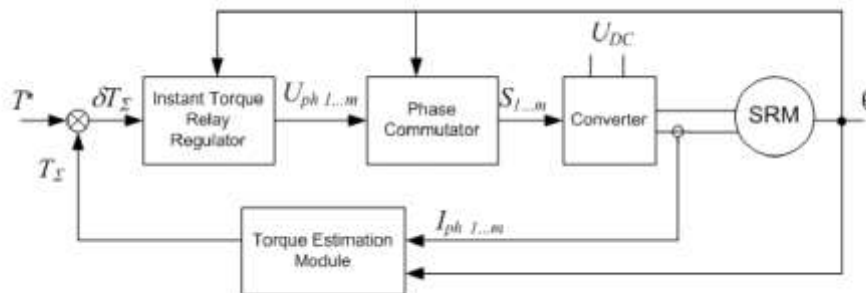 U_DC
T*
δT_Σ
Instant Torque
Relay
Regulator
U_ph 1...m
Phase
Commutator
S_1...m
Converter
SRM
T_Σ
Torque Estimation
Module
I_ph 1...m